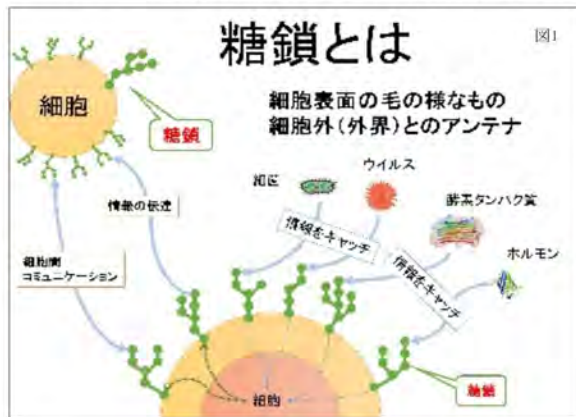 糖鎖とは
図1
細胞
細胞表面の毛の様なもの
細胞外(外界)とのアンテナ
糖鎖
ウイルス
細菌
酵素タンパク質
情報の伝達
情報をキャッチ
ホルモン
細胞間
コミュニケーション
情報をキャッチ
細胞
糖鎖